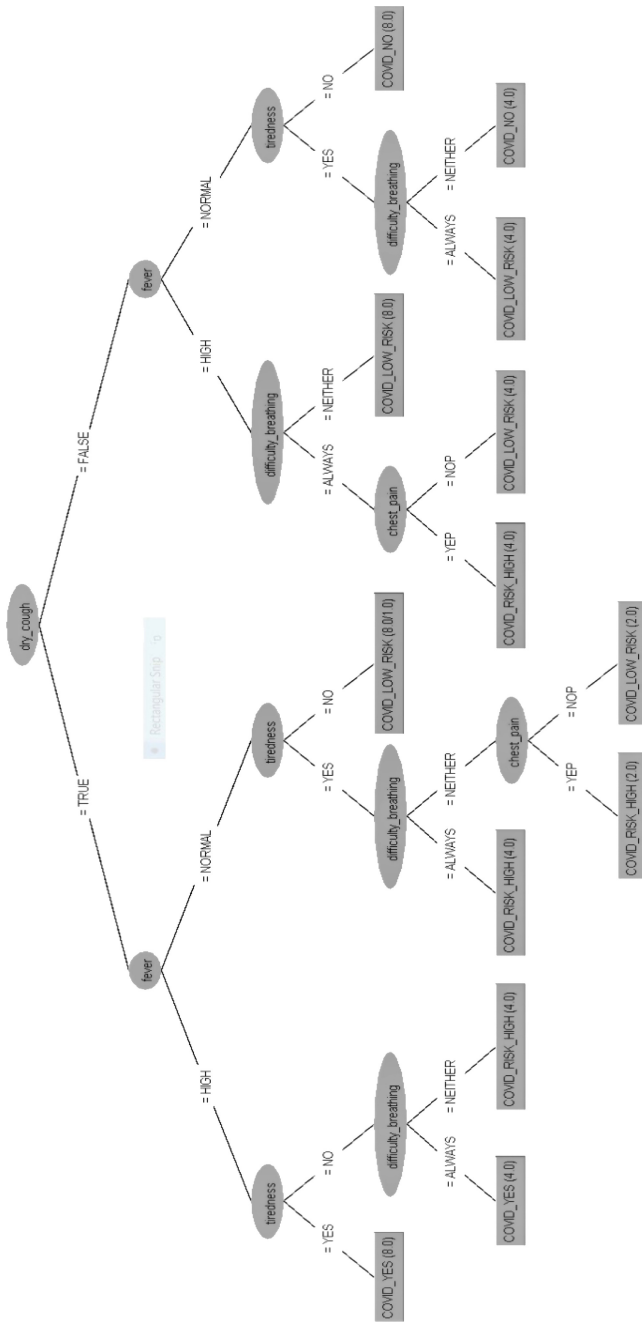 dry_cough
= TRUE
= FALSE
Rectangular Snip
fever
fever
= HIGH
= NORMAL
= HIGH
= NORMAL
tiredness
tiredness
difficulty_breathing
tiredness
= YES
= NO
= YES
= NO
= ALWAYS
= NEITHER
= YES
= NO
COVID_YES (8.0)
difficulty_breathing
difficulty_breathing
COVID_LOW_RISK (8.0/1.0)
chest_pain
COVID_LOW_RISK (8.0)
difficulty_breathing
COVID_NO (8.0)
= ALWAYS
= NEITHER
= ALWAYS
= NEITHER
= YEP
= NOP
= ALWAYS
= NEITHER
COVID_YES (4.0)
COVID_RISK_HIGH (4.0)
COVID_RISK_HIGH (4.0)
chest_pain
COVID_RISK_HIGH (4.0)
COVID_LOW_RISK (4.0)
COVID_LOW_RISK (4.0)
COVID_NO (4.0)
= YEP
= NOP
COVID_RISK_HIGH (2.0)
COVID_LOW_RISK (2.0)